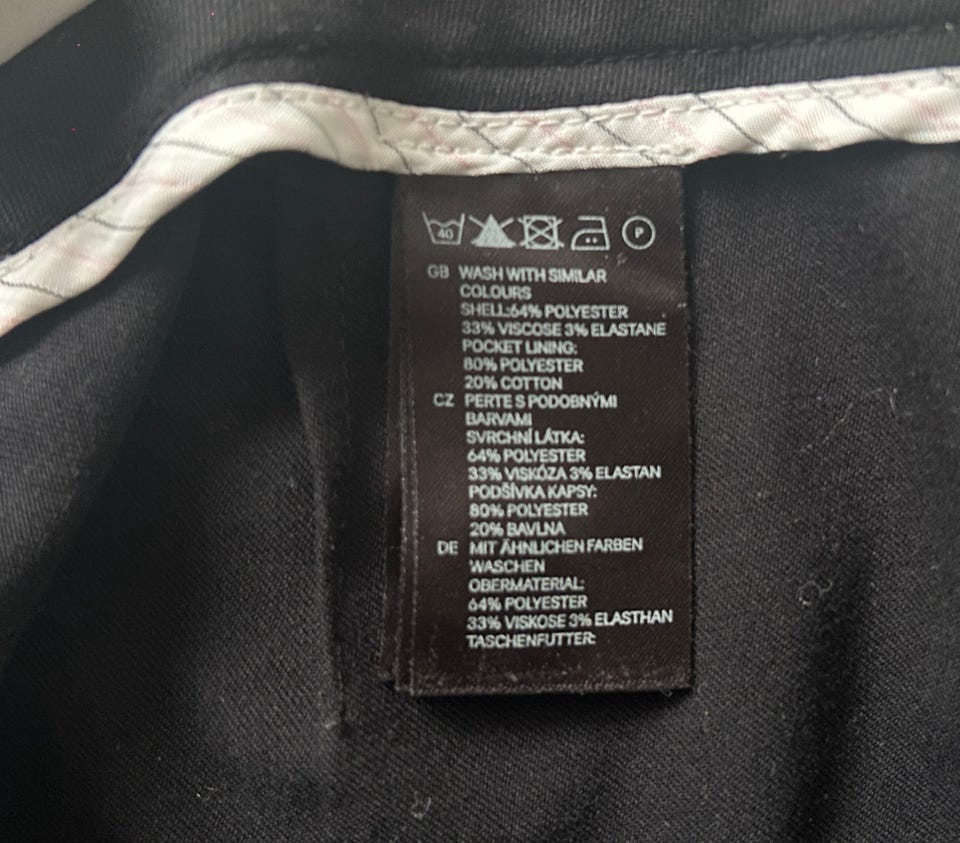 40 P
GB WASH WITH SIMILAR
COLOURS
SHELL:64% POLYESTER
33% VISCOSE 3% ELASTANE
POCKET LINING:
80% POLYESTER
20% COTTON
CZ PERTE S PODOBNÝMI
BARVAMI
SVRCHNÍ LÁTKA:
64% POLYESTER
33% VISKÓZA 3% ELASTAN
PODŠÍVKA KAPSY:
80% POLYESTER
20% BAVLNA
DE MIT ÄHNLICHEN FARBEN
WASCHEN
OBERMATERIAL:
64% POLYESTER
33% VISKOSE 3% ELASTHAN
TASCHENFUTTER: